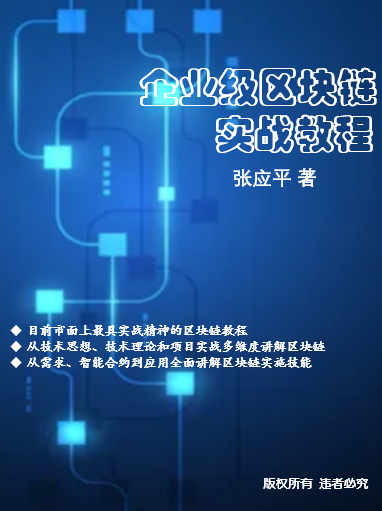 企业级区块链
实战教程
张应平 著
◆ 目前市面上最具实战精神的区块链教程
◆ 从技术思想、技术理论和项目实战多维度讲解区块链
◆ 从需求、智能合约到应用全面讲解区块链实施技能
版权所有 违者必究